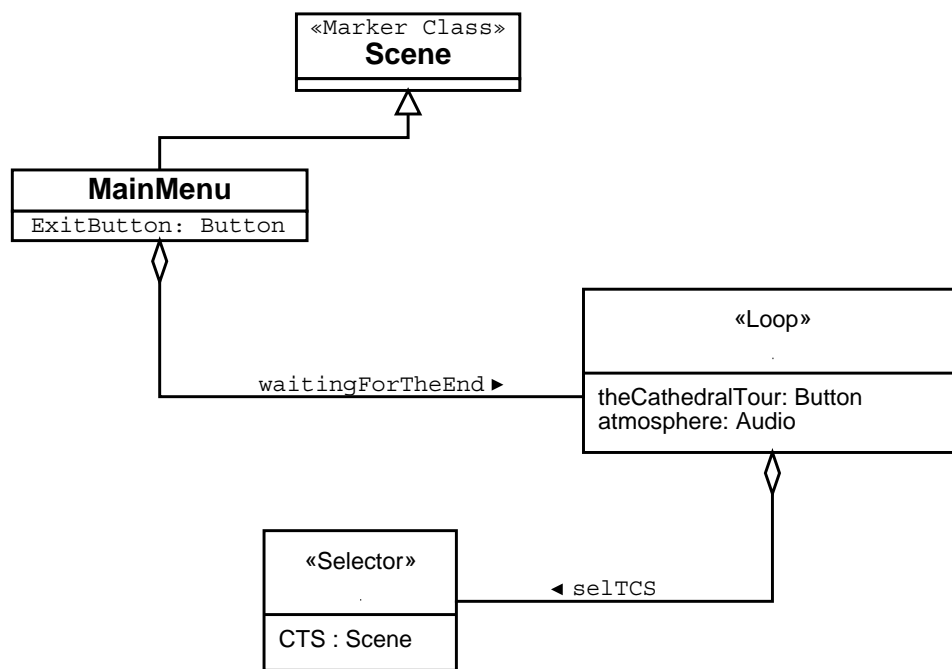 «Marker Class»
Scene
MainMenu
ExitButton: Button
«Loop»
.
waitingForTheEnd ►
theCathedralTour: Button
atmosphere: Audio
«Selector»
.
◄ selTCS
CTS : Scene